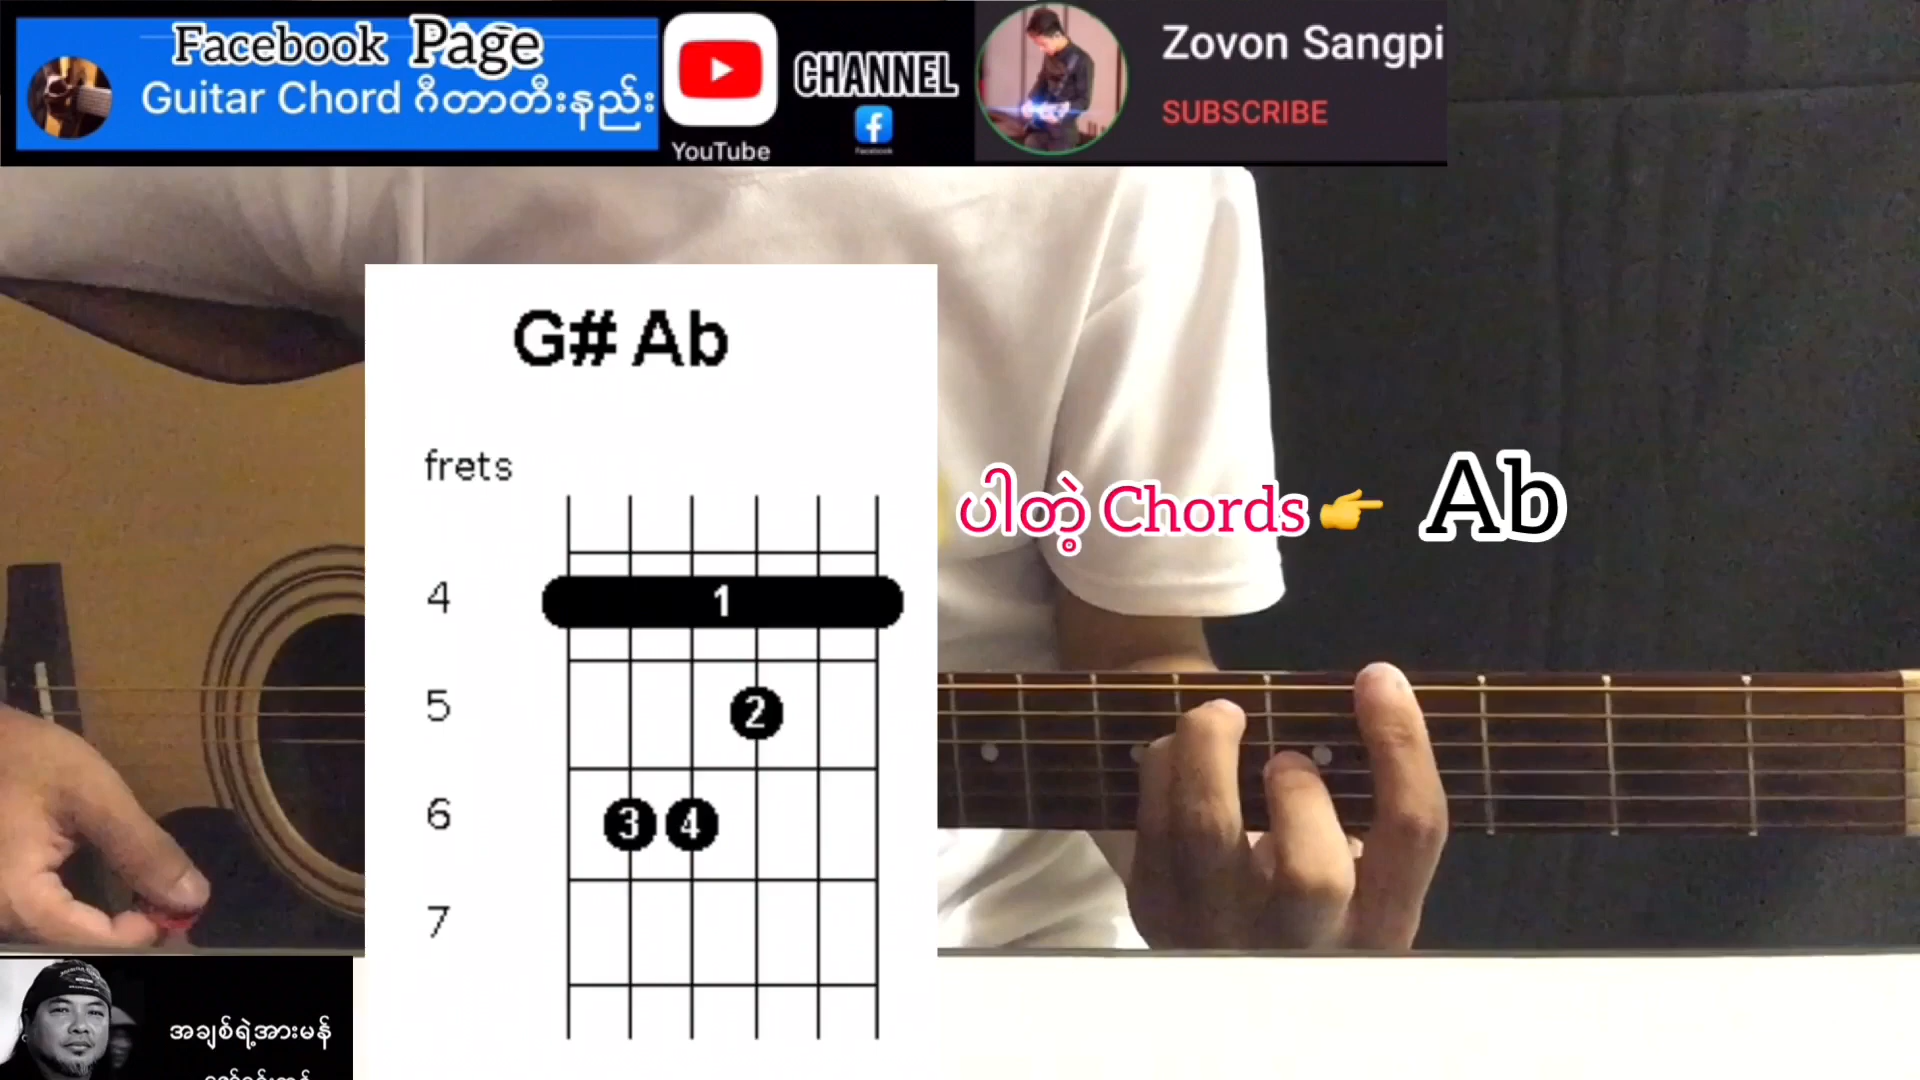 Facebook Page
Guitar Chord ဂီတာတီးနည်း
YouTube
CHANNEL
Facebook
Zovon Sangpi
SUBSCRIBE
G# Ab
frets
4
1
5
2
6
3 4
7
ပါတဲ့ Chords 👉 Ab
အချစ်ရဲ့အားမာန်